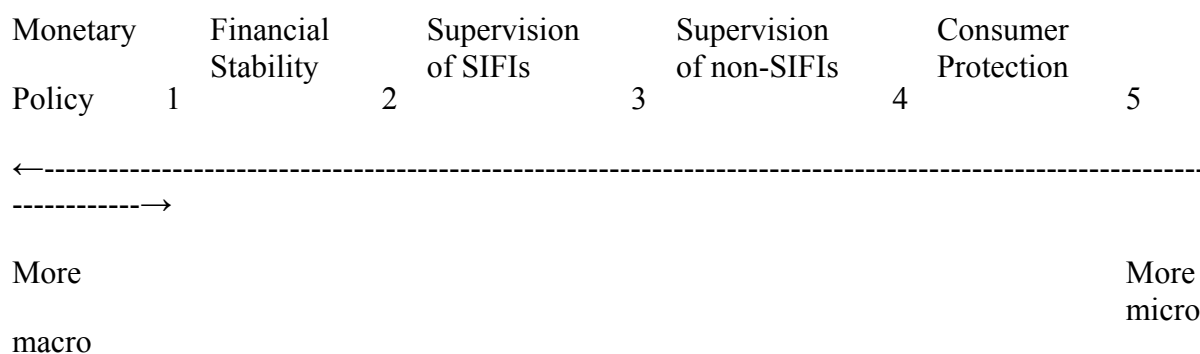 Monetary Financial Supervision Supervision Consumer
Stability of SIFIs of non-SIFIs Protection
Policy 1 2 3 4 5
←------------------------------------------------------------------------------------------------------------
------------→
More More
micro
macro